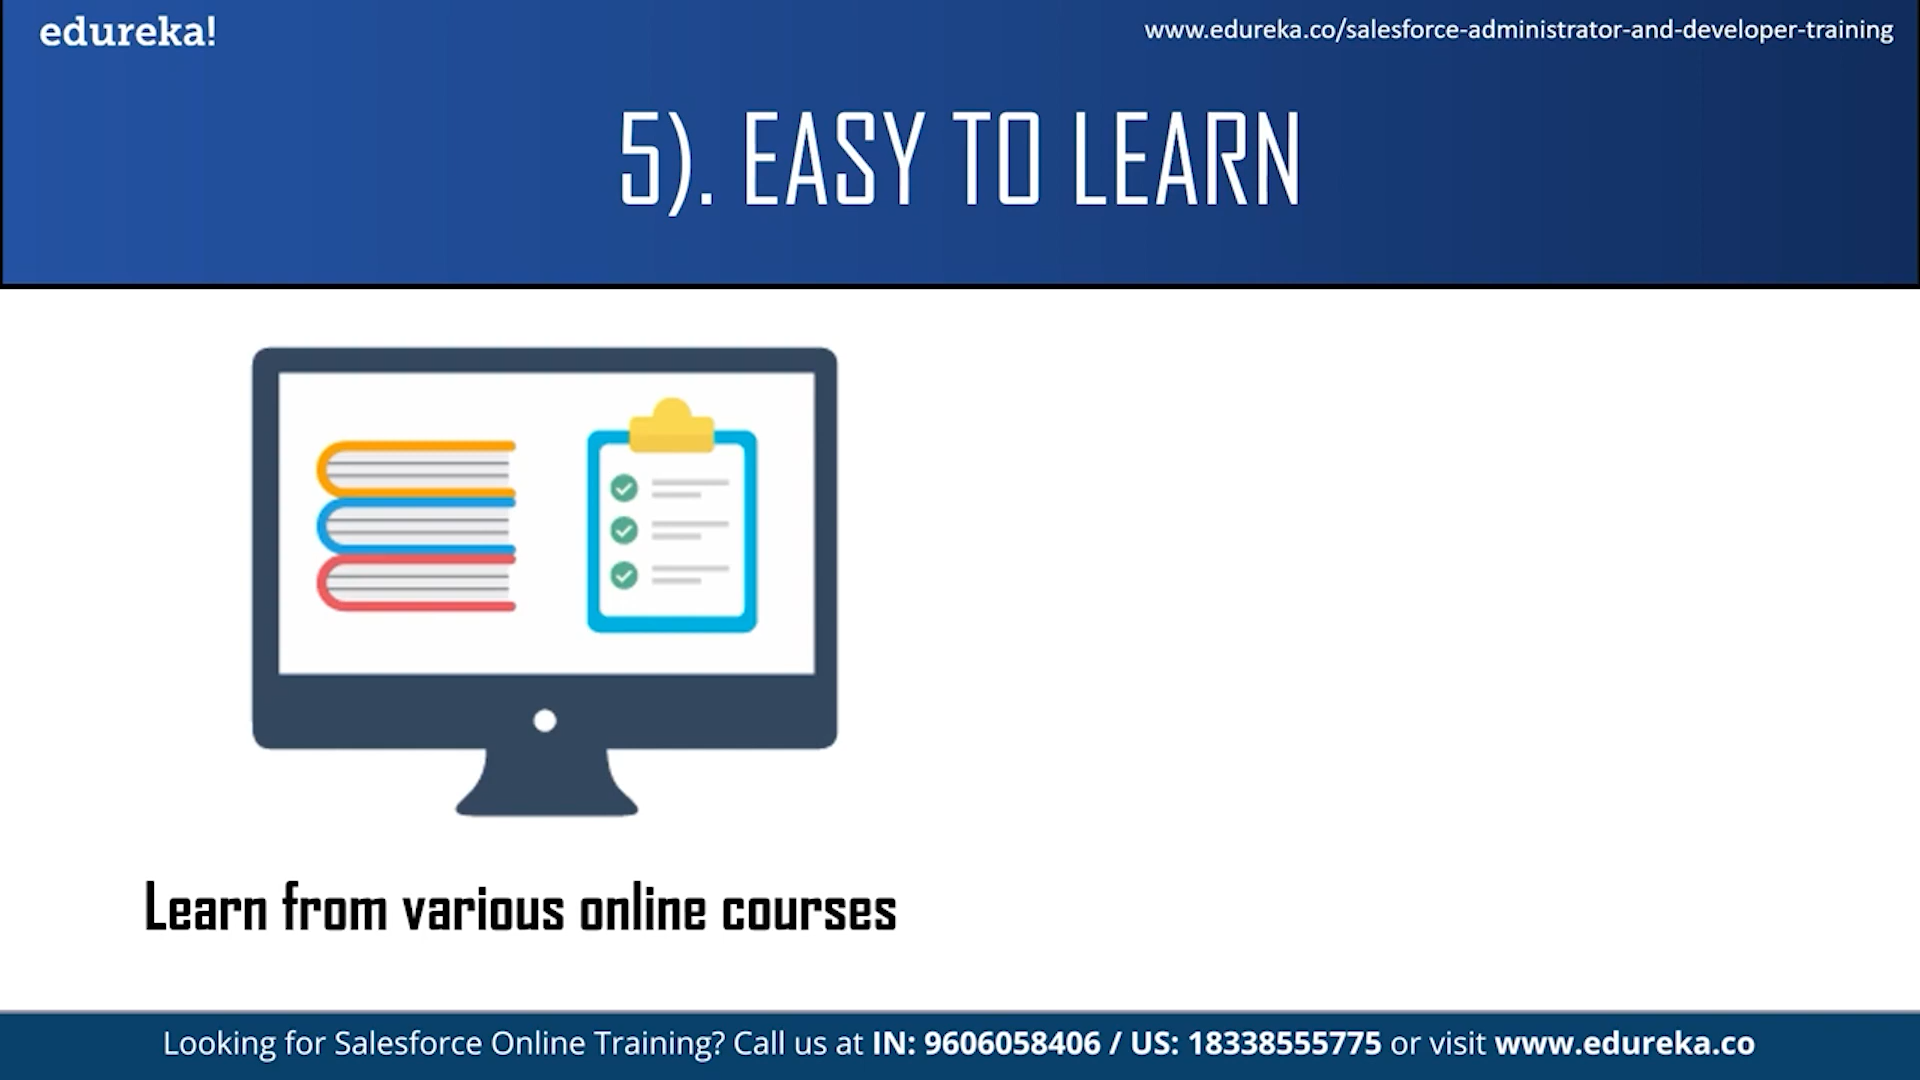 edureka!
www.edureka.co/salesforce-administrator-and-developer-training
5). EASY TO LEARN
Learn from various online courses
Looking for Salesforce Online Training? Call us at IN: 9606058406 / US: 18338555775 or visit www.edureka.co